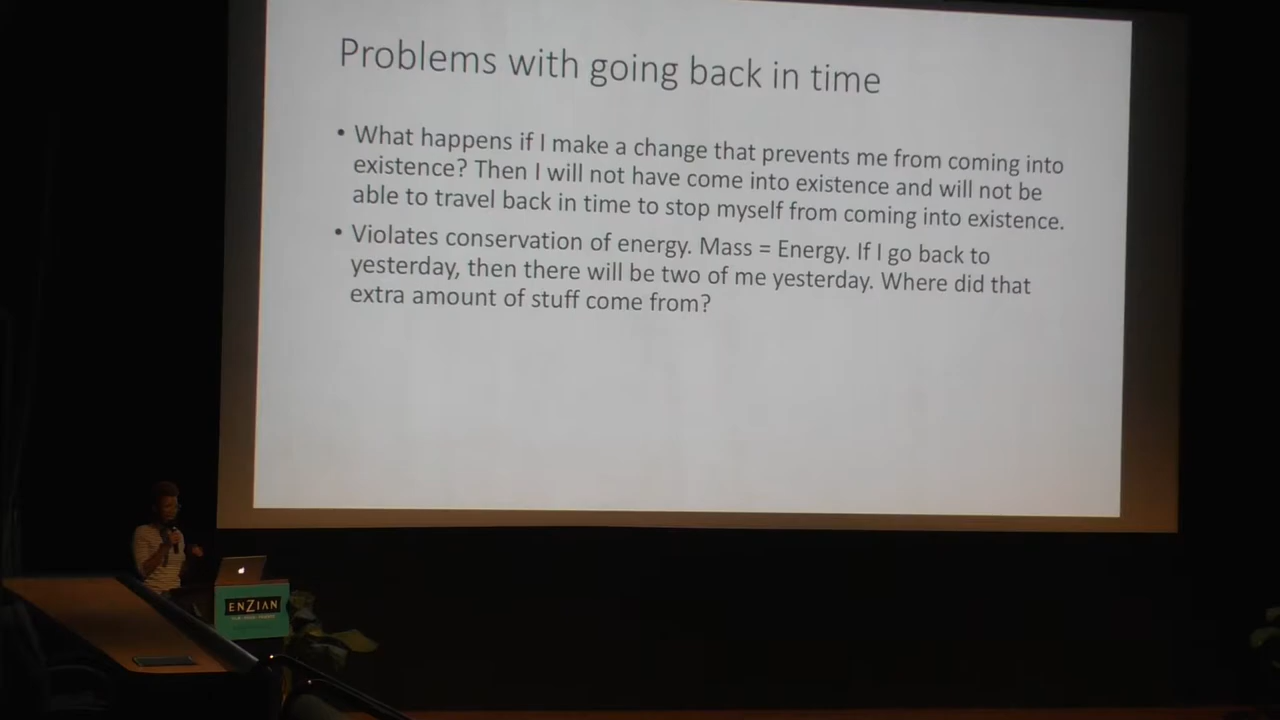 Problems with going back in time
• What happens if I make a change that prevents me from coming into
existence? Then I will not have come into existence and will not be
able to travel back in time to stop myself from coming into existence.
• Violates conservation of energy. Mass = Energy. If I go back to
yesterday, then there will be two of me yesterday. Where did that
extra amount of stuff come from?
ENZIAN